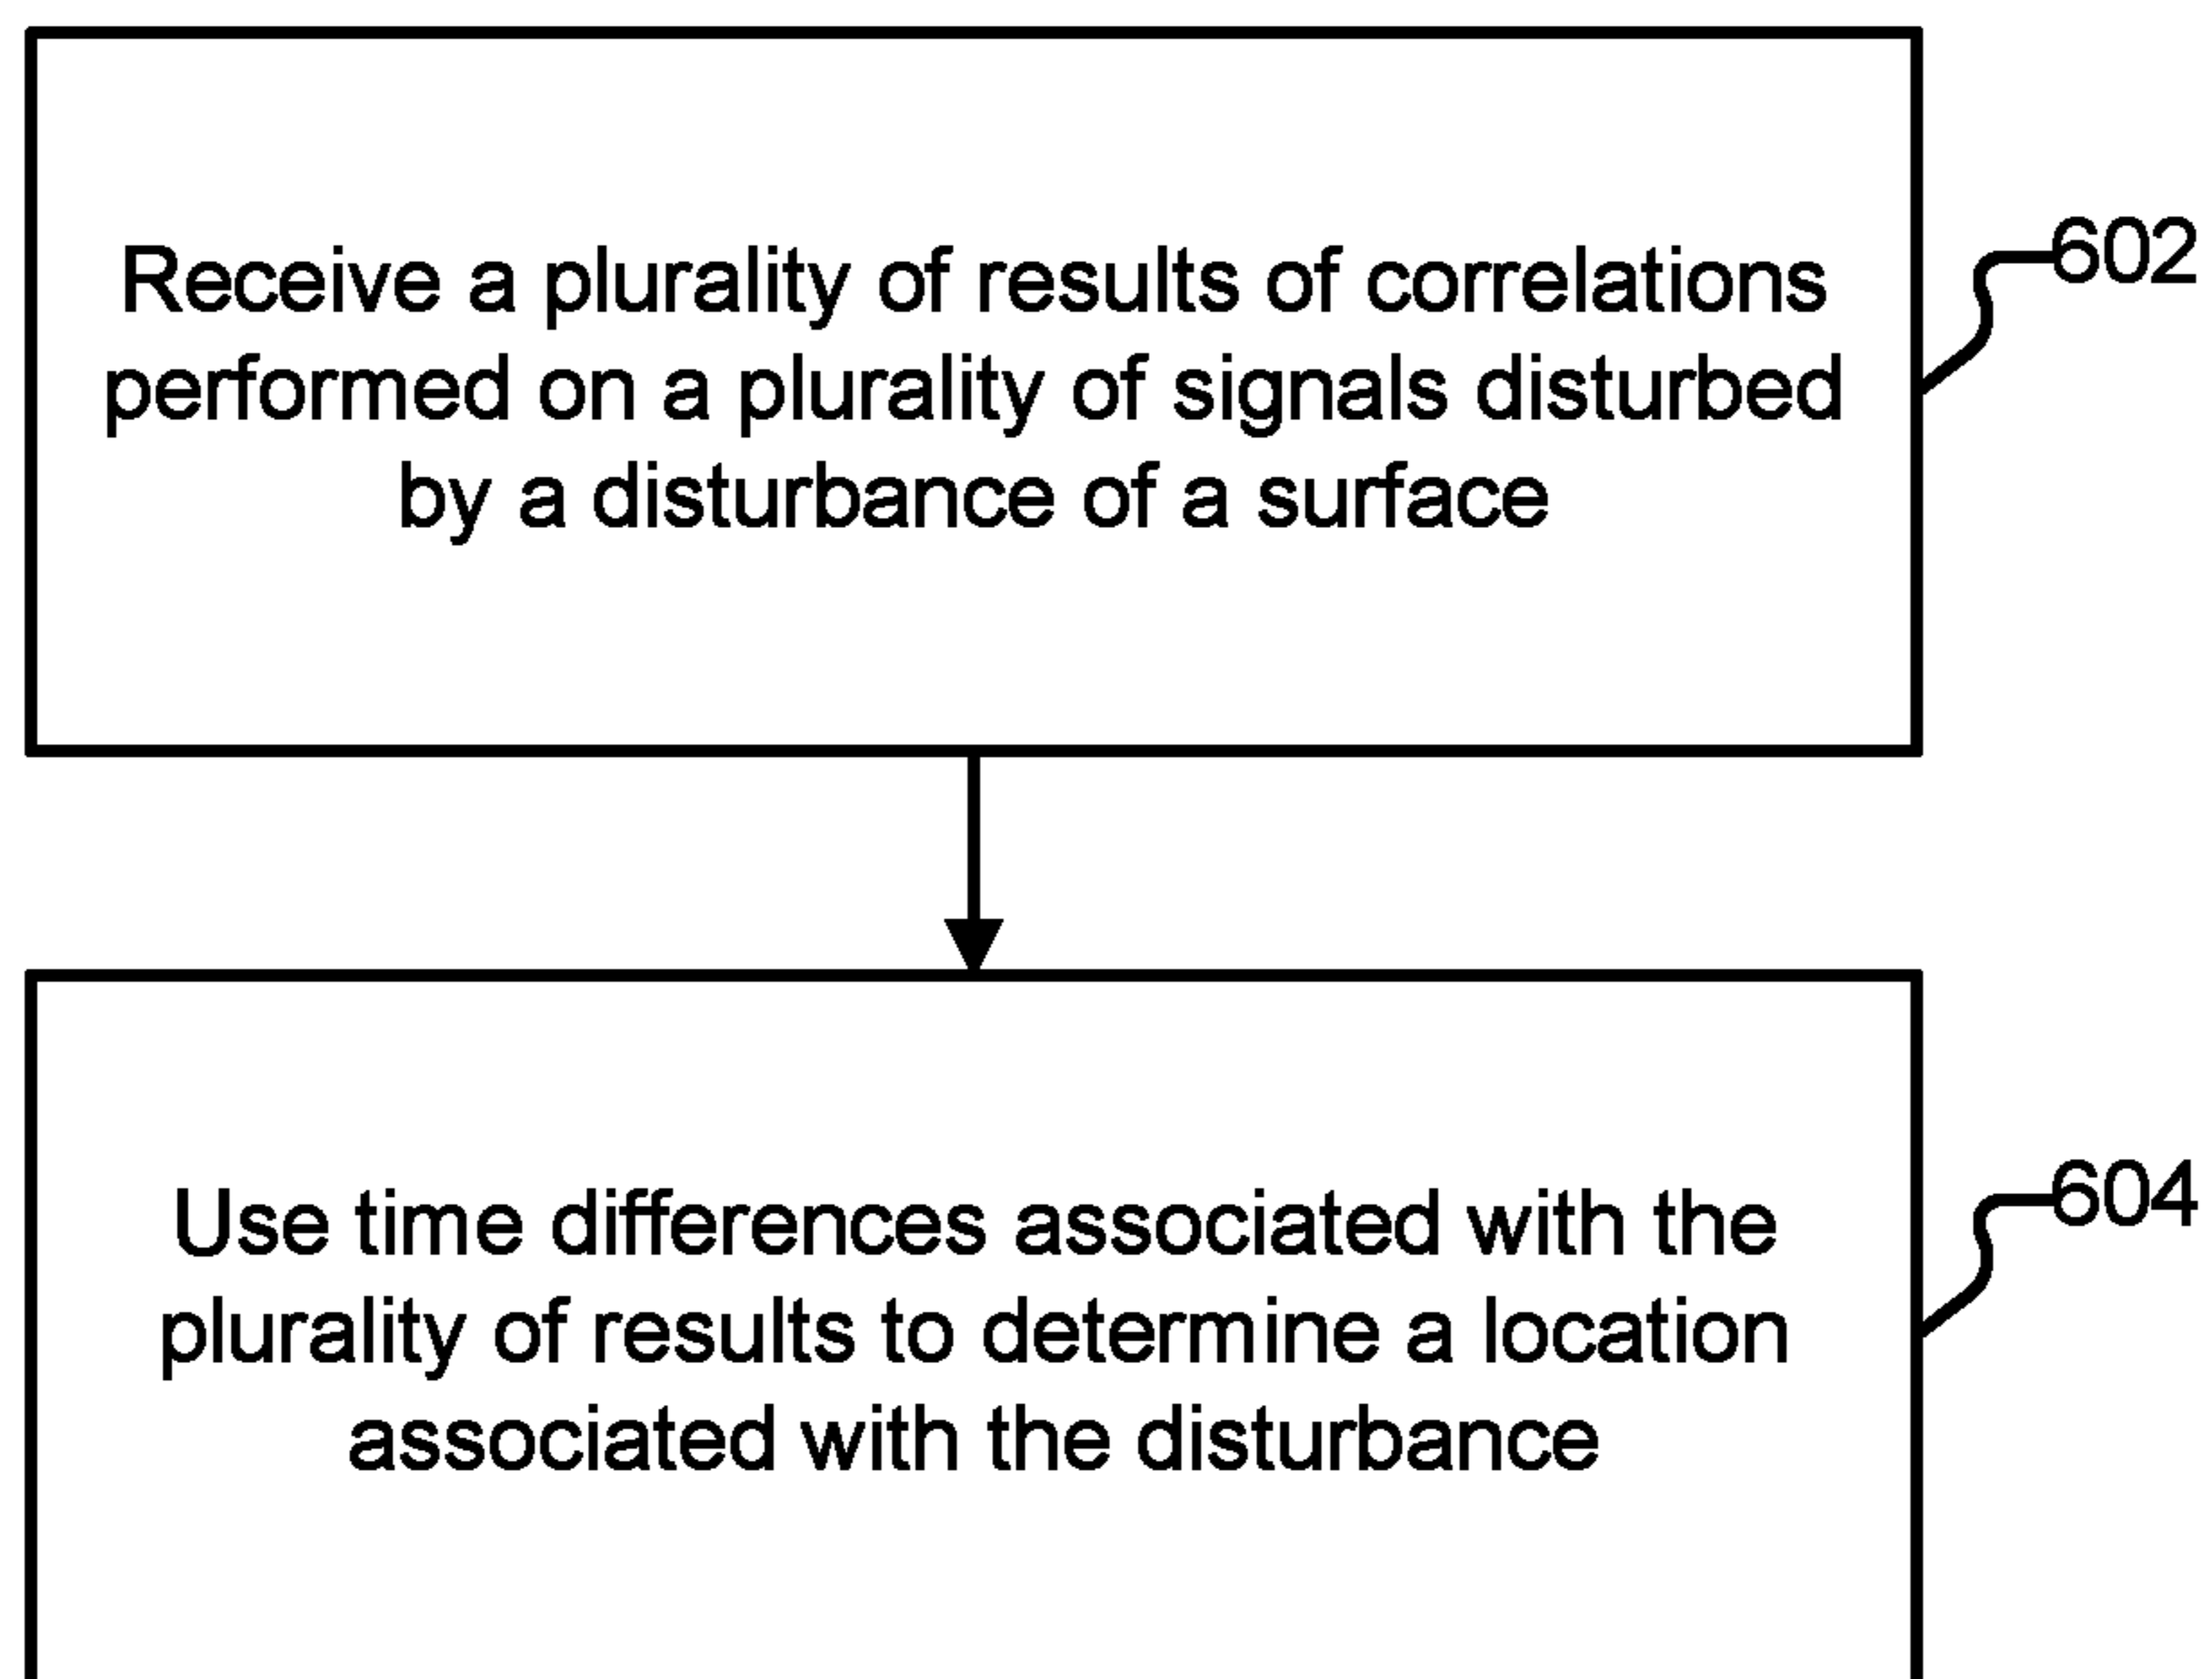 Receive a plurality of results of correlations
performed on a plurality of signals disturbed
by a disturbance of a surface
602
Use time differences associated with the
plurality of results to determine a location
associated with the disturbance
604